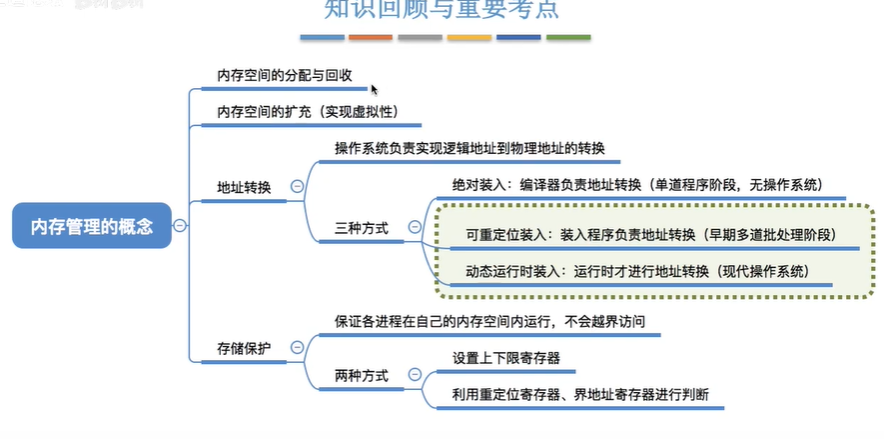 知识回顾与重要考点
内存空间的分配与回收
内存空间的扩充（实现虚拟性）
操作系统负责实现逻辑地址到物理地址的转换
地址转换
绝对装入：编译器负责地址转换（单道程序阶段，无操作系统）
三种方式
可重定位装入：装入程序负责地址转换（早期多道批处理阶段）
动态运行时装入：运行时才进行地址转换（现代操作系统）
内存管理的概念
保证各进程在自己的内存空间内运行，不会越界访问
存储保护
设置上下限寄存器
两种方式
利用重定位寄存器、界地址寄存器进行判断